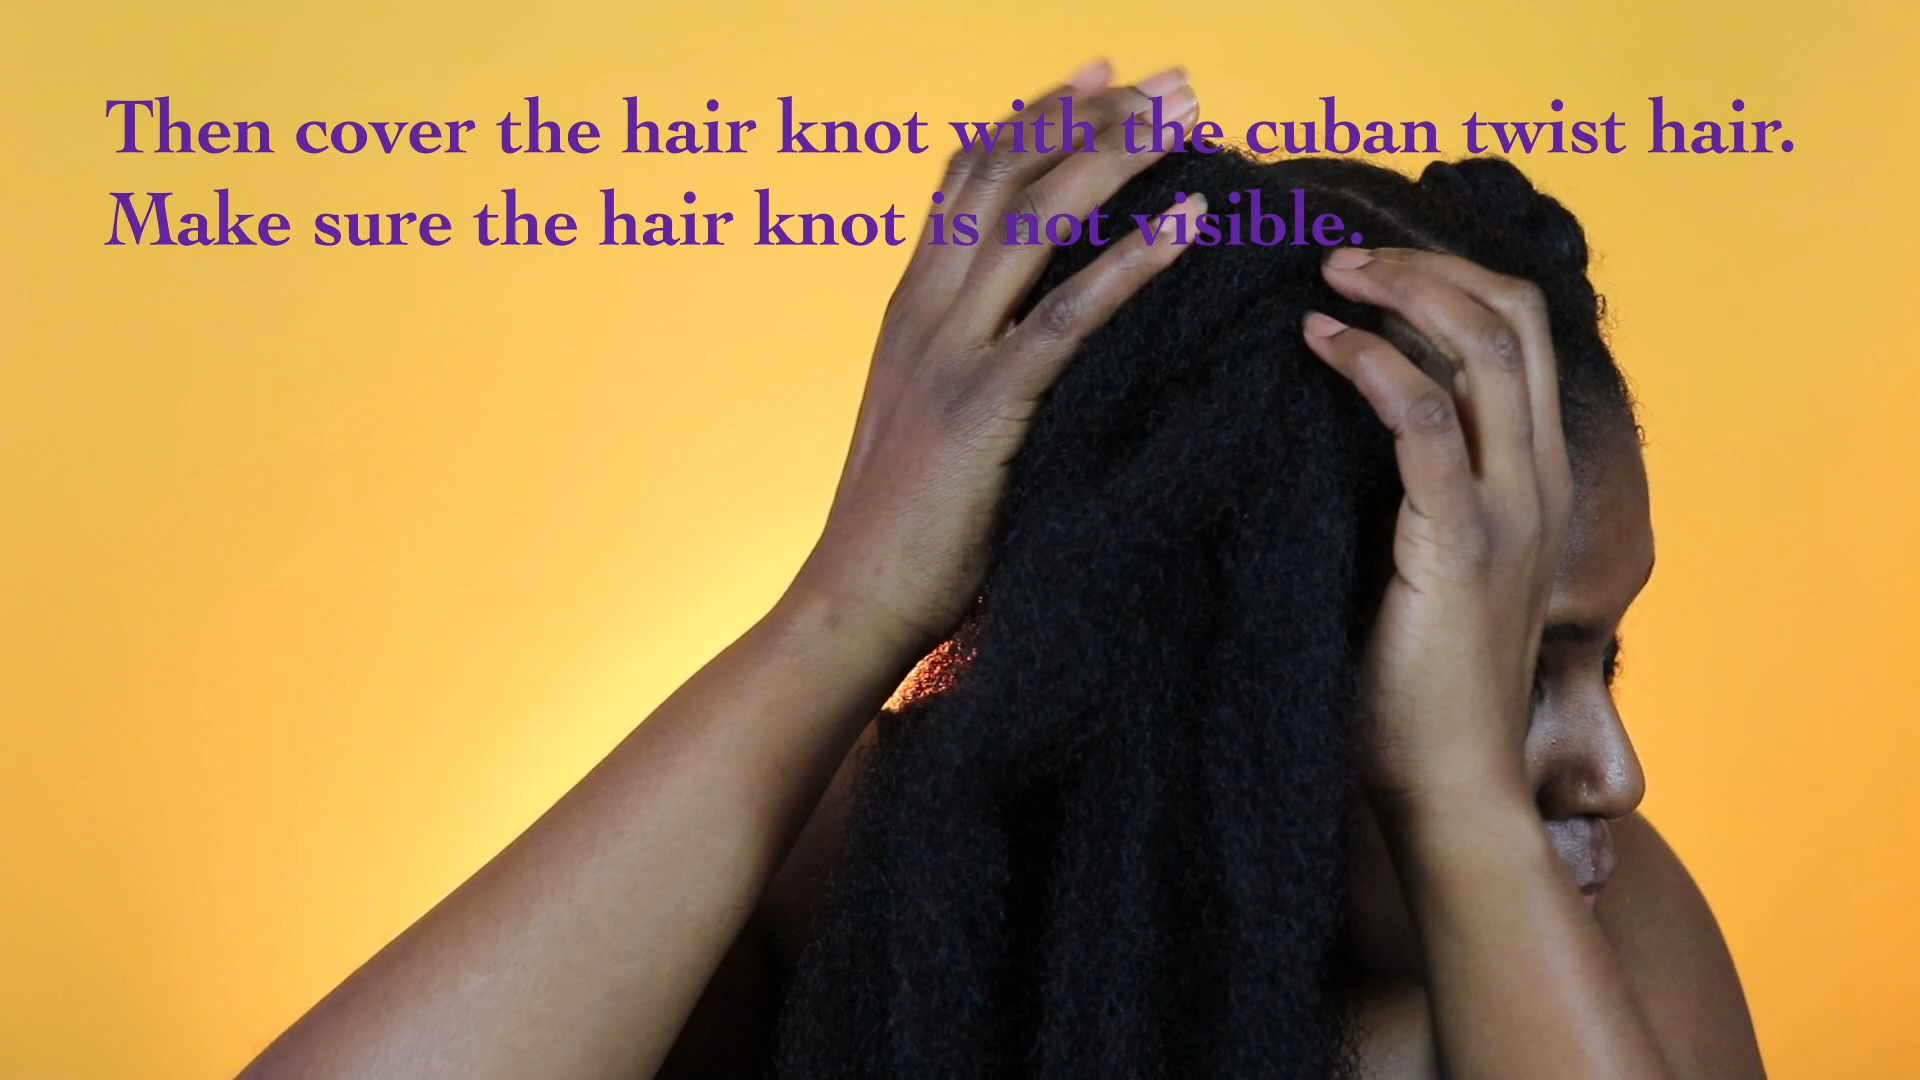 Then cover the hair knot with the cuban twist hair.
Make sure the hair knot is not visible.